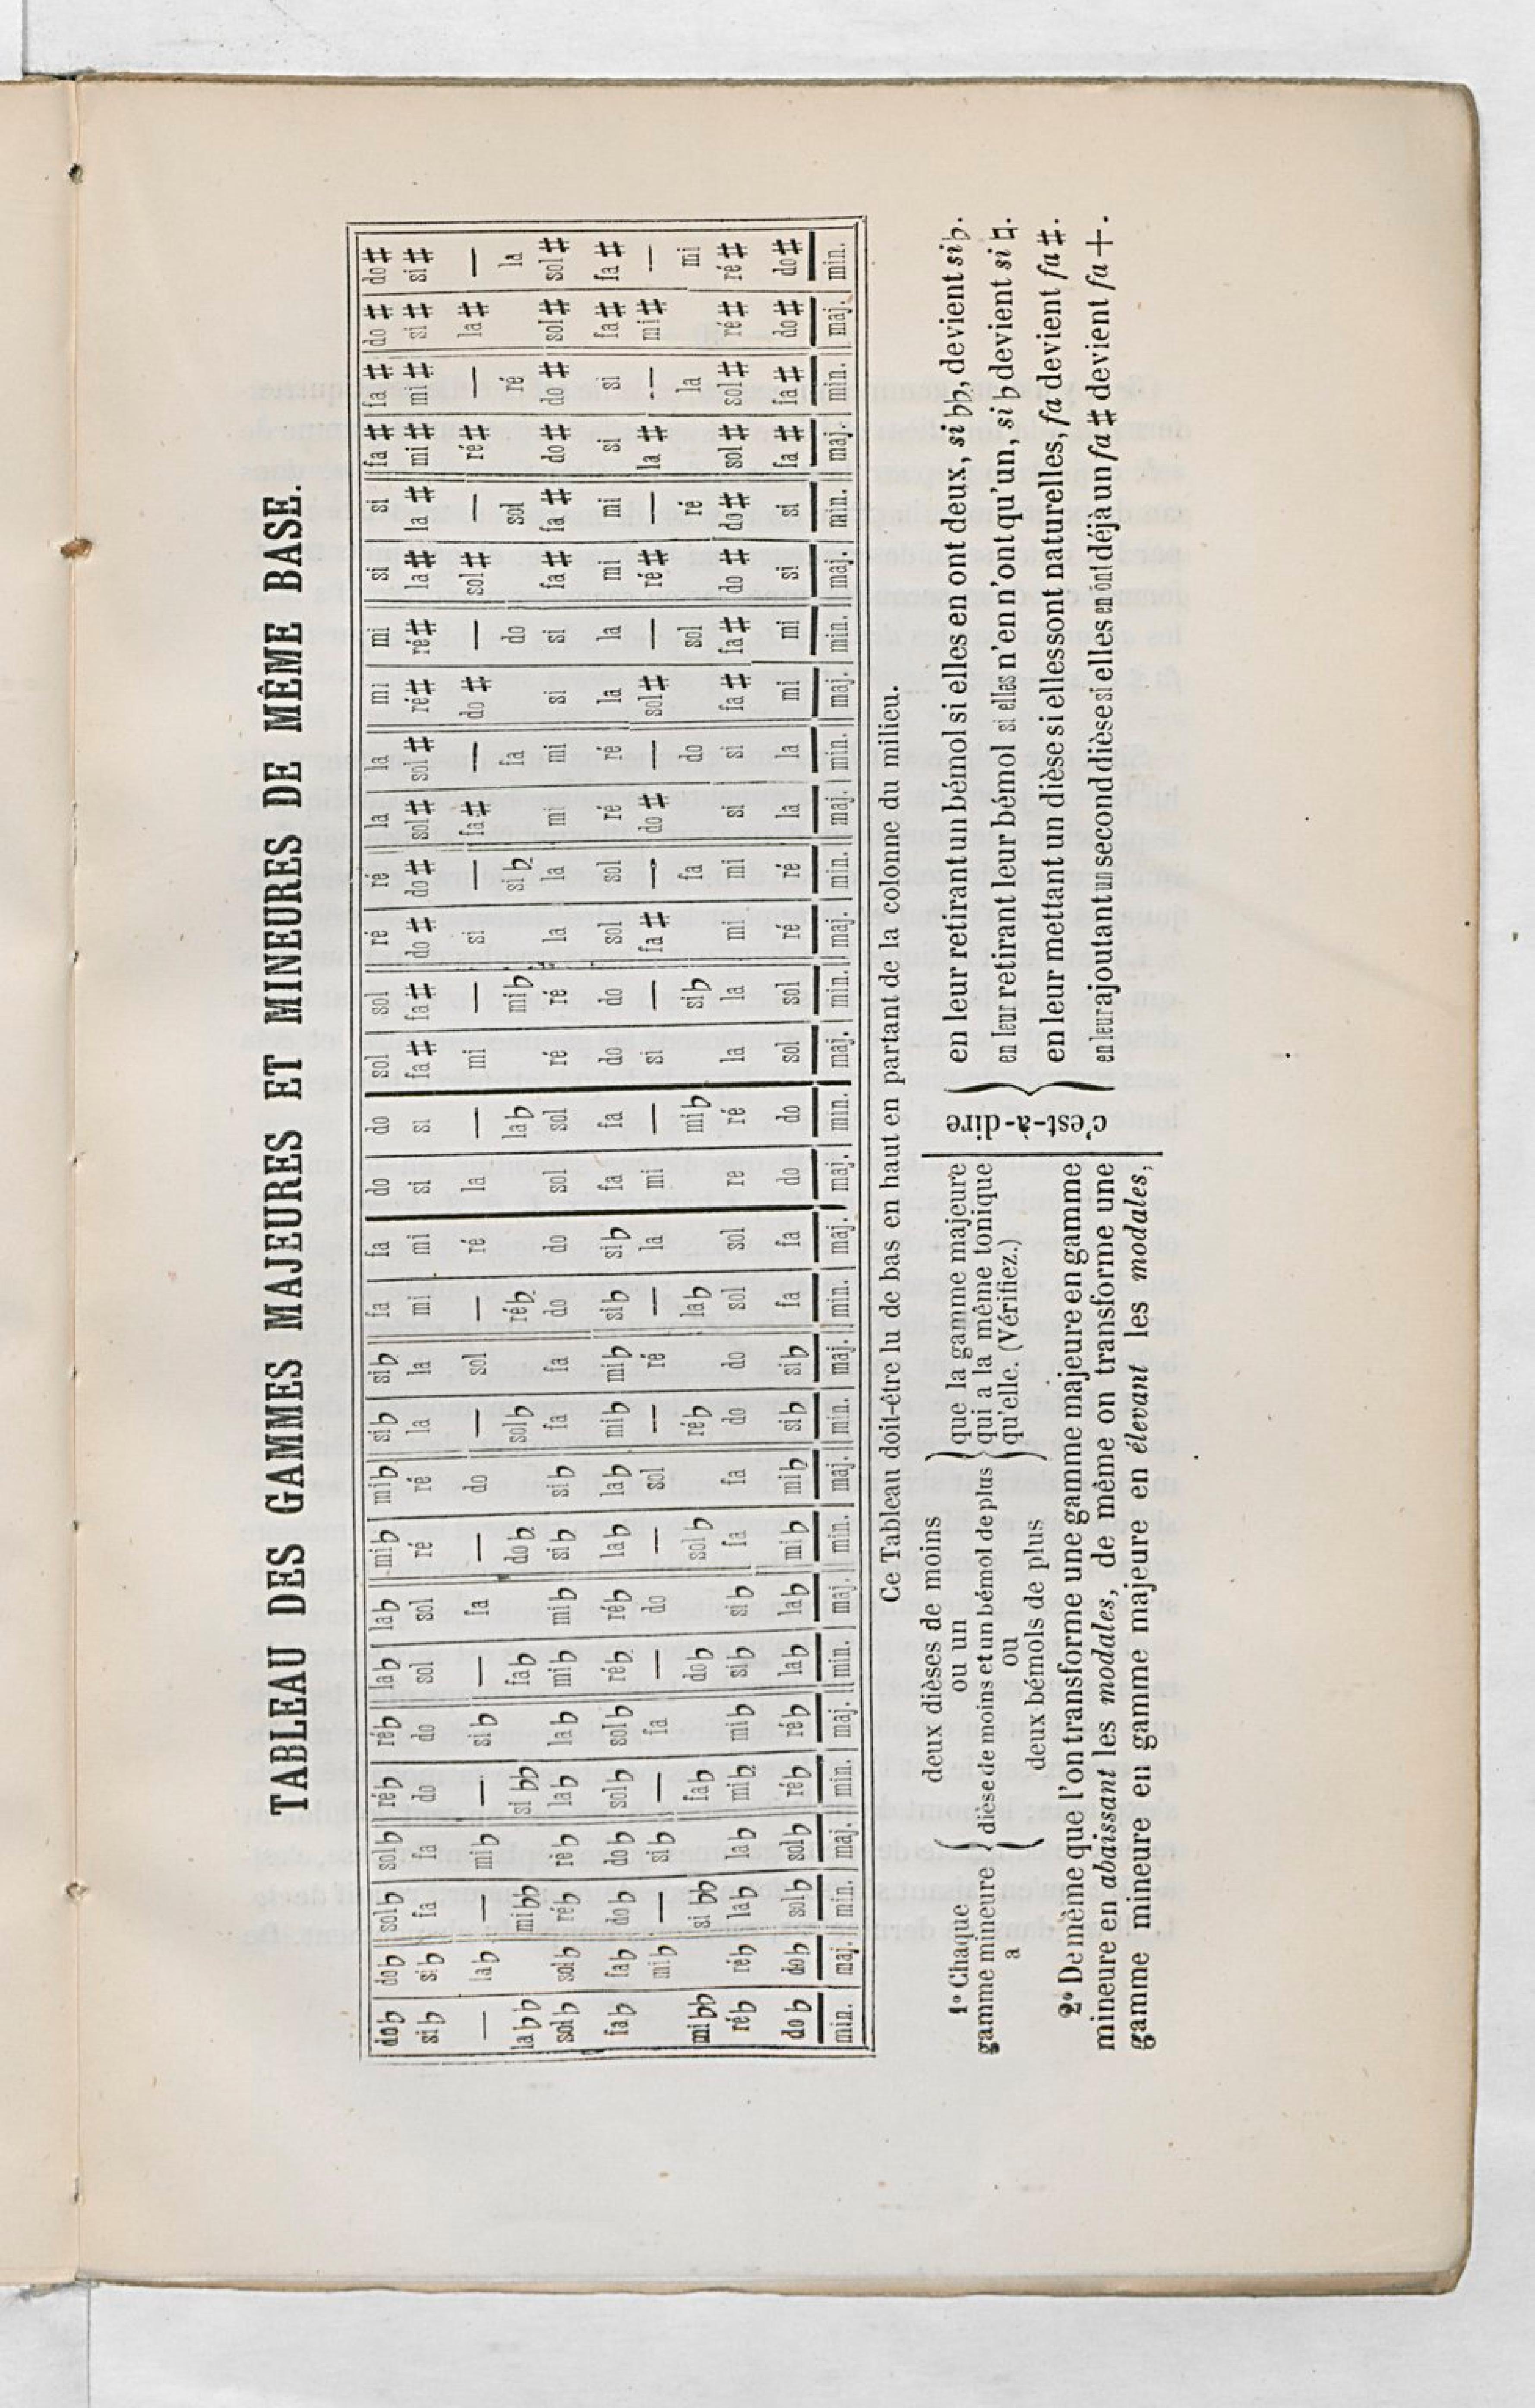 TABLEAU DES GAMMES MAJEURES ET MINEURES DE MÊME BASE.
do♭ do♭ sol♭ sol♭ ré♭ ré♭ la♭ la♭ mi♭ mi♭ si♭ si♭ fa fa do do sol sol ré ré la la mi mi si si fa♯ fa♯ do♯ do♯
si♭ si♭ fa fa do do sol sol ré ré la la mi mi si si fa♯ fa♯ do♯ do♯ sol♯ sol♯ ré♯ ré♯ la♯ la♯ mi♯ mi♯ si♯ si♯
— la♭ — mi♭ — si♭ — fa — do — sol — ré la — mi — si — fa♯ — do♯ — sol♯ — ré♯ — la♯ —
la♭♭ mi♭♭ si♭♭ fa♭ do♭ sol♭ ré♭ la♭ mi♭ si♭ fa do sol ré la
sol♭ sol♭ ré♭ ré♭ la♭ la♭ mi♭ mi♭ si♭ si♭ fa fa do do sol sol ré ré la la mi mi si si fa♯ fa♯ do♯ do♯ sol♯ sol♯
fa♭ fa♭ do♭ do♭ sol♭ sol♭ ré♭ ré♭ la♭ la♭ mi♭ mi♭ si♭ si♭ fa fa do do sol sol ré ré la la mi mi si si fa♯ fa♯
mi♭ — si♭ — fa — do — sol — ré — la mi — si — fa♯ — do♯ — sol♯ — ré♯ — la♯ — mi♯ —
mi♭♭ si♭♭ fa♭ do♭ sol♭ ré♭ la♭ mi♭ si♭ fa do sol ré la mi
ré♭ ré♭ la♭ la♭ mi♭ mi♭ si♭ si♭ fa fa do do sol sol re ré la la mi mi si si fa♯ fa♯ do♯ do♯ sol♯ sol♯ ré♯ ré♯
do♭ do♭ sol♭ sol♭ ré♭ ré♭ la♭ la♭ mi♭ mi♭ si♭ si♭ fa fa do do sol sol ré ré la la mi mi si si fa♯ fa♯ do♯ do♯
min. maj. min. maj. min. maj. min. maj. min. maj. min. maj. min. maj. maj. min. maj. min. maj. min. maj. min. maj. min. maj. min. maj. min. maj. min.
Ce Tableau doit-être lu de bas en haut en partant de la colonne du milieu.
1º Chaque
gamme mineure
a
deux dièses de moins
ou un
dièse de moins et un bémol de plus
ou
deux bémols de plus
que la gamme majeure
qui a la même tonique
qu'elle. (Vérifiez.)
2º De même que l'on transforme une gamme majeure en gamme
mineure en abaissant les modales, de même on transforme une
gamme mineure en gamme majeure en élevant les modales,
c'est-à-dire
en leur retirant un bémol si elles en ont deux, si♭♭, devient si♭.
en leur retirant leur bémol si elles n'en n'ont qu'un, si♭ devient si♮.
en leur mettant un dièse si elles sont naturelles, fa devient fa♯.
en leur ajoutant un second dièse si elles en ont déjà un fa♯ devient fa+.